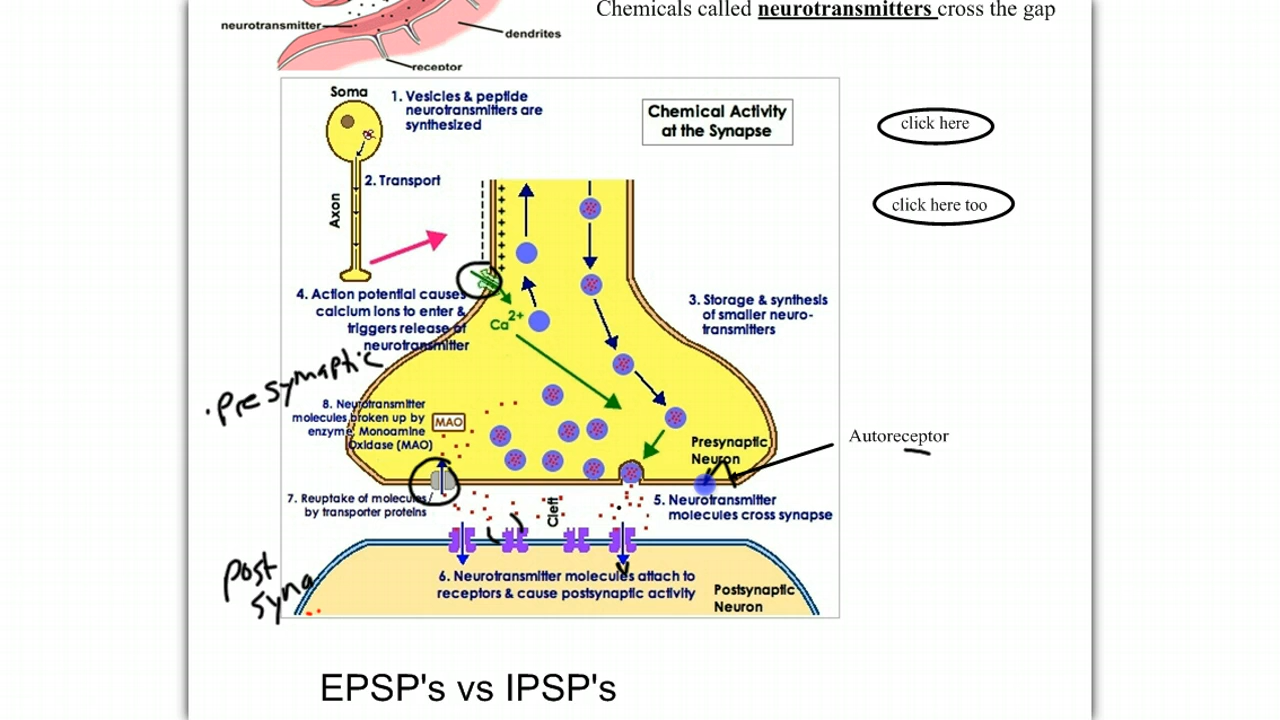 neurotransmitter
Chemicals called neurotransmitters cross the gap
dendrites
receptor
Soma
1. Vesicles & peptide
neurotransmitters are
synthesized
Chemical Activity
at the Synapse
click here
2. Transport
Axon
click here too
4. Action potential causes
calcium ions to enter &
triggers release of
neurotransmitter
Ca2+
3. Storage & synthesis
of smaller neuro-
transmitters
presymaptic
8. Neurotransmitter
molecules broken up by
enzyme Monoamine
Oxidase (MAO)
MAO
Presynaptic
Neuron
Autoreceptor
7. Reuptake of molecules
by transporter proteins
Cleft
5. Neurotransmitter
molecules cross synapse
post
syna
6. Neurotransmitter molecules attach to
receptors & cause postsynaptic activity
Postsynaptic
Neuron
EPSP's vs IPSP's